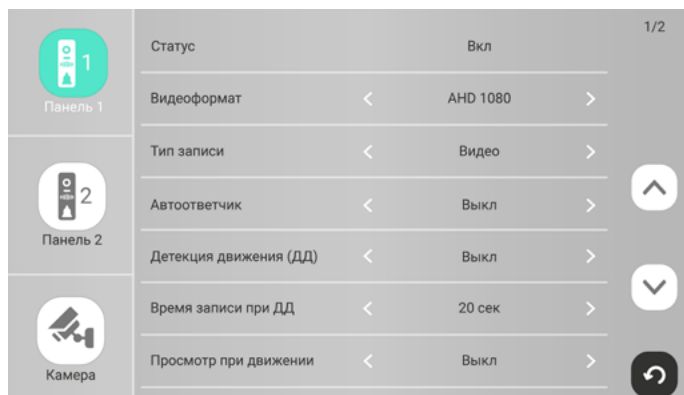 1/2
1
Панель 1
2
Панель 2
Камера
Статус Вкл
Видеоформат < AHD 1080 >
Тип записи < Видео >
Автоответчик < Выкл >
Детекция движения (ДД) < Выкл >
Время записи при ДД < 20 сек >
Просмотр при движении < Выкл >